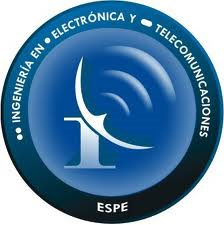 INGENIERÍA EN ELECTRÓNICA Y TELECOMUNICACIONES
ESPE